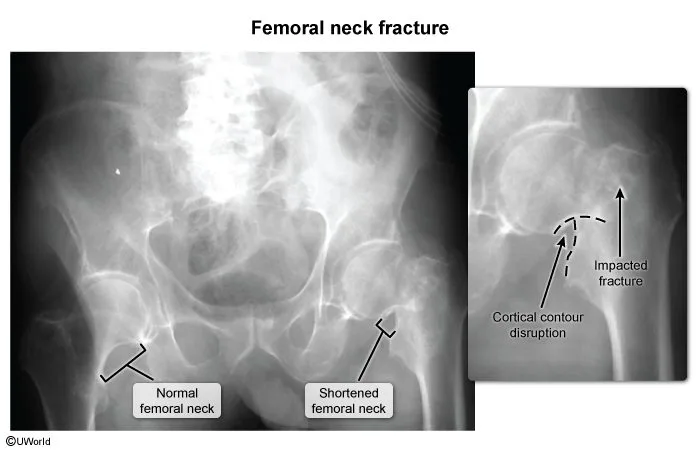 Femoral neck fracture
Normal
femoral neck
Shortened
femoral neck
Impacted
fracture
Cortical contour
disruption
©UWorld